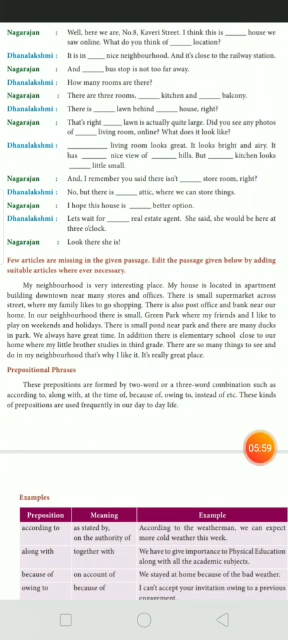 Nagarajan : Well, here we are, No.8, Kaveri Street. I think this is ______ house we
saw online. What do you think of ______ location?
Dhanalakshmi : It is in ______ nice neighbourhood. And it's close to the railway station.
Nagarajan : And ______ bus stop is not too far away.
Dhanalakshmi : How many rooms are there?
Nagarajan : There are three rooms, ______ kitchen and ______ balcony.
Dhanalakshmi : There is ______ lawn behind ______ house, right?
Nagarajan : That's right ______ lawn is actually quite large. Did you see any photos
of ______ living room, online? What does it look like?
Dhanalakshmi : ____________ living room looks great. It looks bright and airy. It
has ________ nice view of ______ hills. But ______ kitchen looks
______ little small.
Nagarajan : And, I remember you said there isn't ______ store room, right?
Dhanalakshmi : No, but there is ______ attic, where we can store things.
Nagarajan : I hope this house is ______ better option.
Dhanalakshmi : Lets wait for ______ real estate agent. She said, she would be here at
three o'clock.
Nagarajan : Look there she is!
Few articles are missing in the given passage. Edit the passage given below by adding
suitable articles where ever necessary.
My neighbourhood is very interesting place. My house is located in apartment
building downtown near many stores and offices. There is small supermarket across
street, where my family likes to go shopping. There is also post office and bank near our
home. In our neighbourhood there is small, Green Park where my friends and I like to
play on weekends and holidays. There is small pond near park and there are many ducks
in park. We always have great time. In addition there is elementary school close to our
home where my little brother studies in third grade. There are so many things to see and
do in my neighbourhood that's why I like it. It's really great place.
Prepositional Phrases
These prepositions are formed by two-word or a three-word combination such as
according to, along with, at the time of, because of, owing to, instead of etc. These kinds
of prepositions are used frequently in our day to day life.
05:59
Examples
Preposition Meaning Example
according to as stated by, According to the weatherman, we can expect
on the authority of more cold weather this week.
along with together with We have to give importance to Physical Education
along with all the academic subjects.
because of on account of We stayed at home because of the bad weather.
owing to because of I can't accept your invitation owing to a previous
engagement.